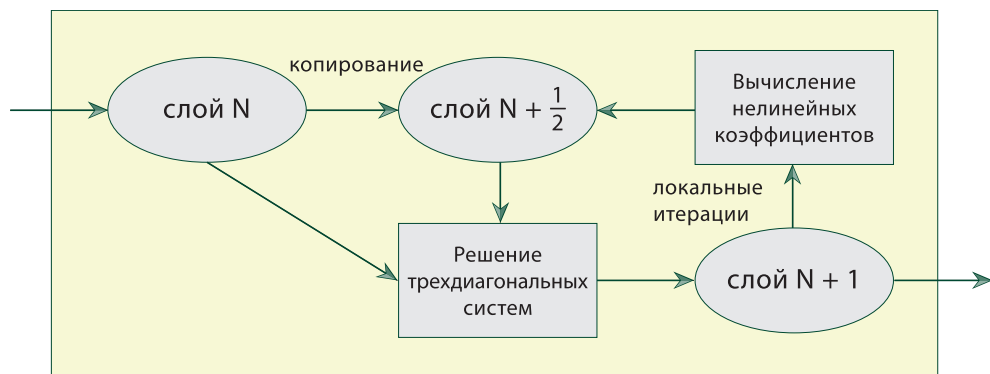 копирование
слой N
слой N + 1/2
Вычисление
нелинейных
коэффициентов
локальные
итерации
Решение
трехдиагональных
систем
слой N + 1